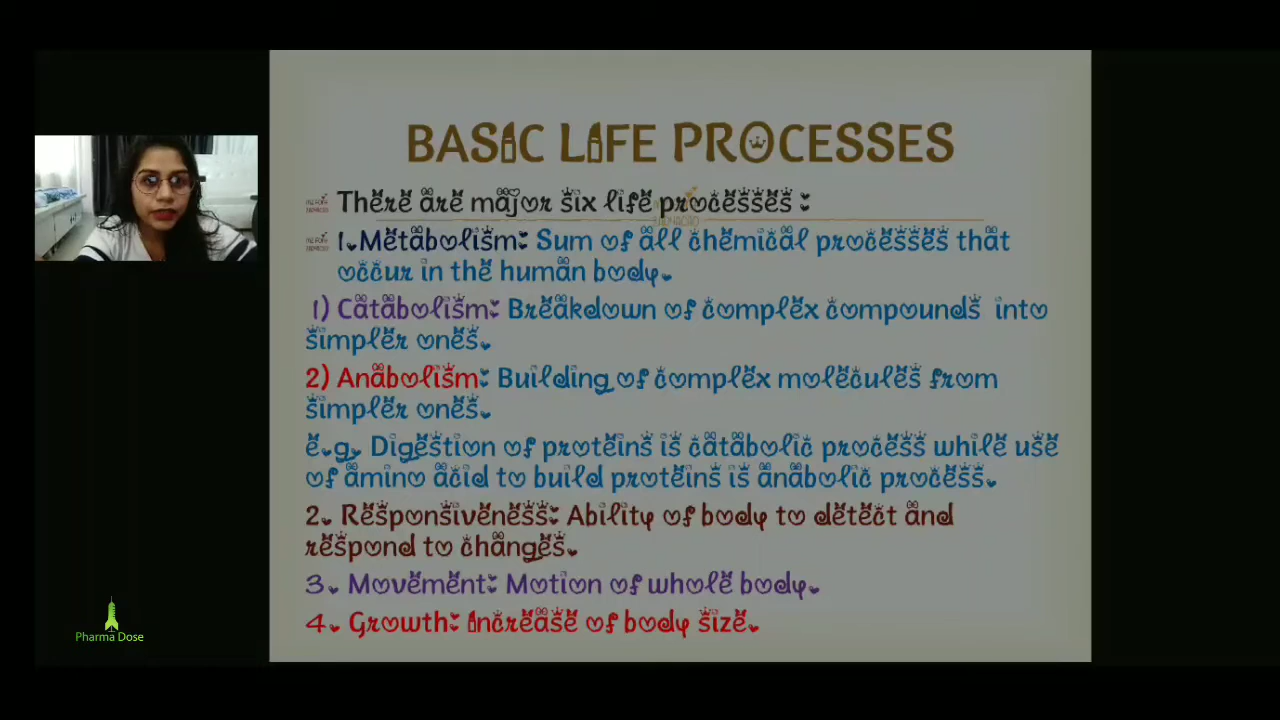 BASIC LIFE PROCESSES
There are major six life processes :
1.Metabolism: Sum of all chemical processes that
occur in the human body.
1) Catabolism: Breakdown of complex compounds into
simpler ones.
2) Anabolism: Building of complex molecules from
simpler ones.
e.g. Digestion of proteins is catabolic process while use
of amino acid to build proteins is anabolic process.
2. Responsiveness: Ability of body to detect and
respond to changes.
3. Movement: Motion of whole body.
4. Growth: Increase of body size.
Pharma Dose